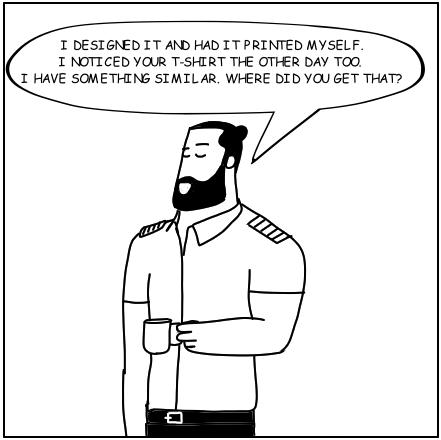 I DESIGNED IT AND HAD IT PRINTED MYSELF.
I NOTICED YOUR T-SHIRT THE OTHER DAY TOO.
I HAVE SOMETHING SIMILAR. WHERE DID YOU GET THAT?